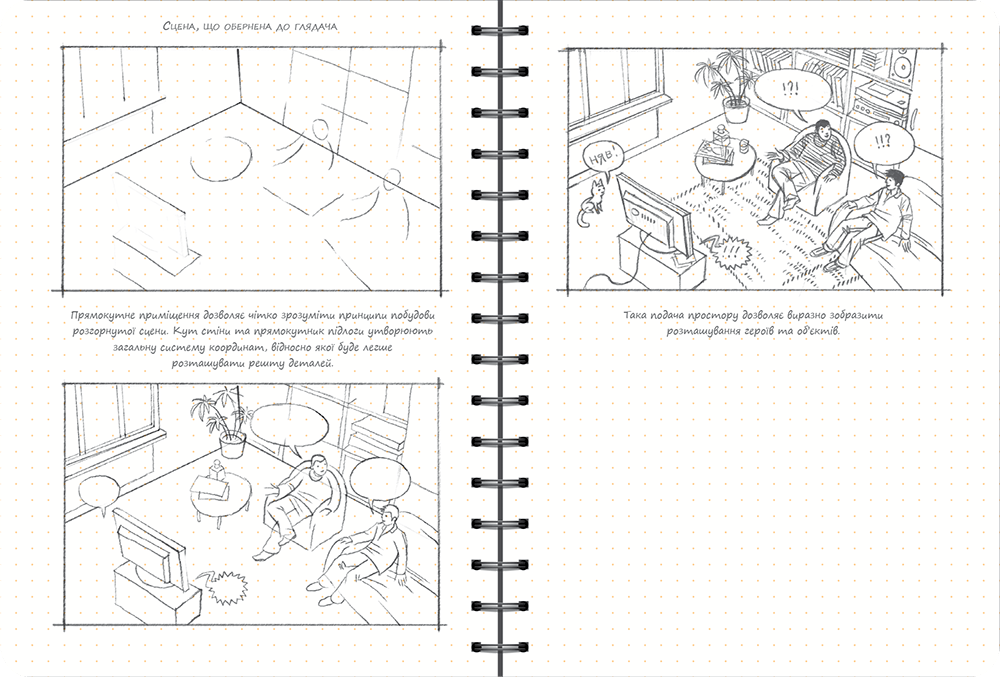 Сцена, що обернена до глядача
Прямокутне приміщення дозволяє чітко зрозуміти принципи побудови
розгорнутої сцени. Кут стіни та прямокутник підлоги утворюють
загальну систему координат, відносно якої буде легше
розташувати решту деталей.
!?!
!!?
НЯВ!
!!!
Така подача простору дозволяє виразно зобразити
розташування героїв та об'єктів.